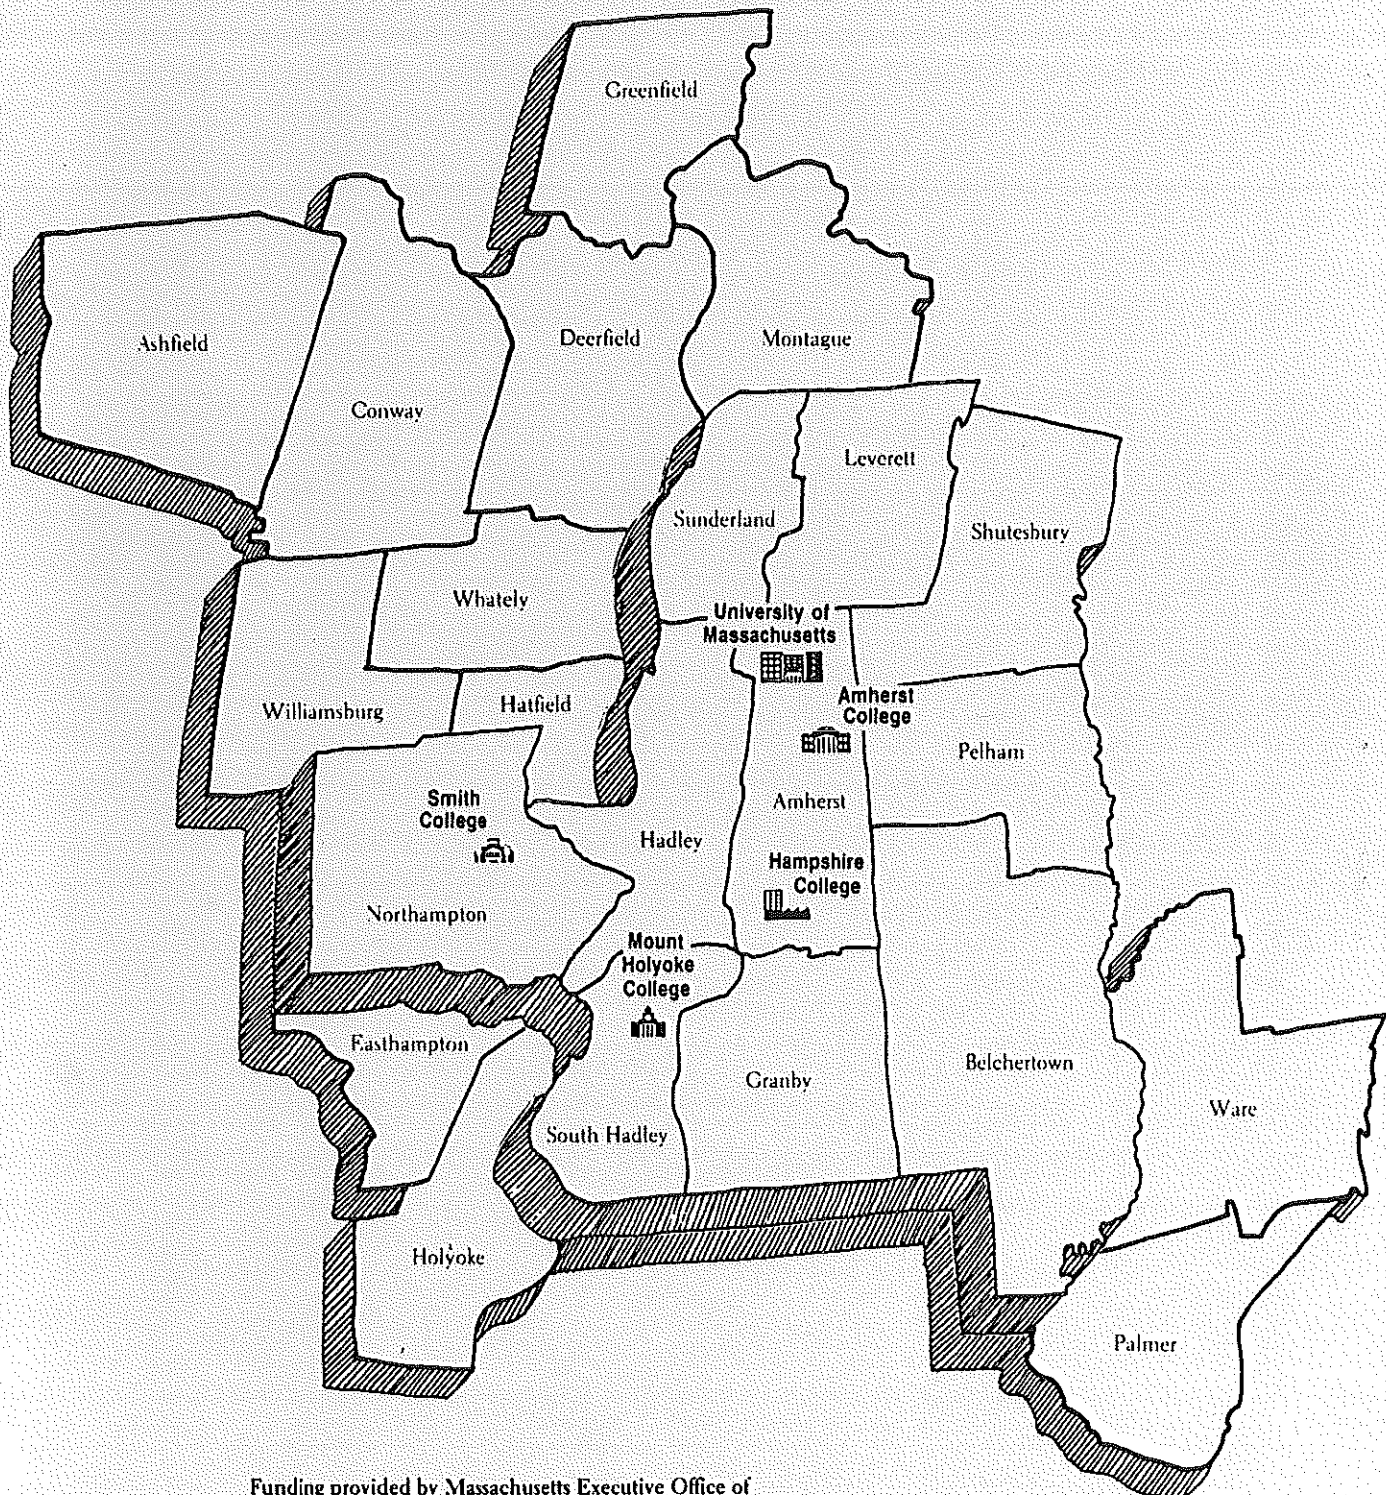 Greenfield
Ashfield
Conway
Deerfield
Montague
Leverett
Sunderland
Shutesbury
Whately
University of
Massachusetts
Williamsburg
Hatfield
Amherst
College
Pelham
Smith
College
Amherst
Hadley
Hampshire
College
Northampton
Mount
Holyoke
College
Easthampton
Belchertown
Granby
Ware
South Hadley
Holyoke
Palmer
Funding provided by Massachusetts Executive Office of